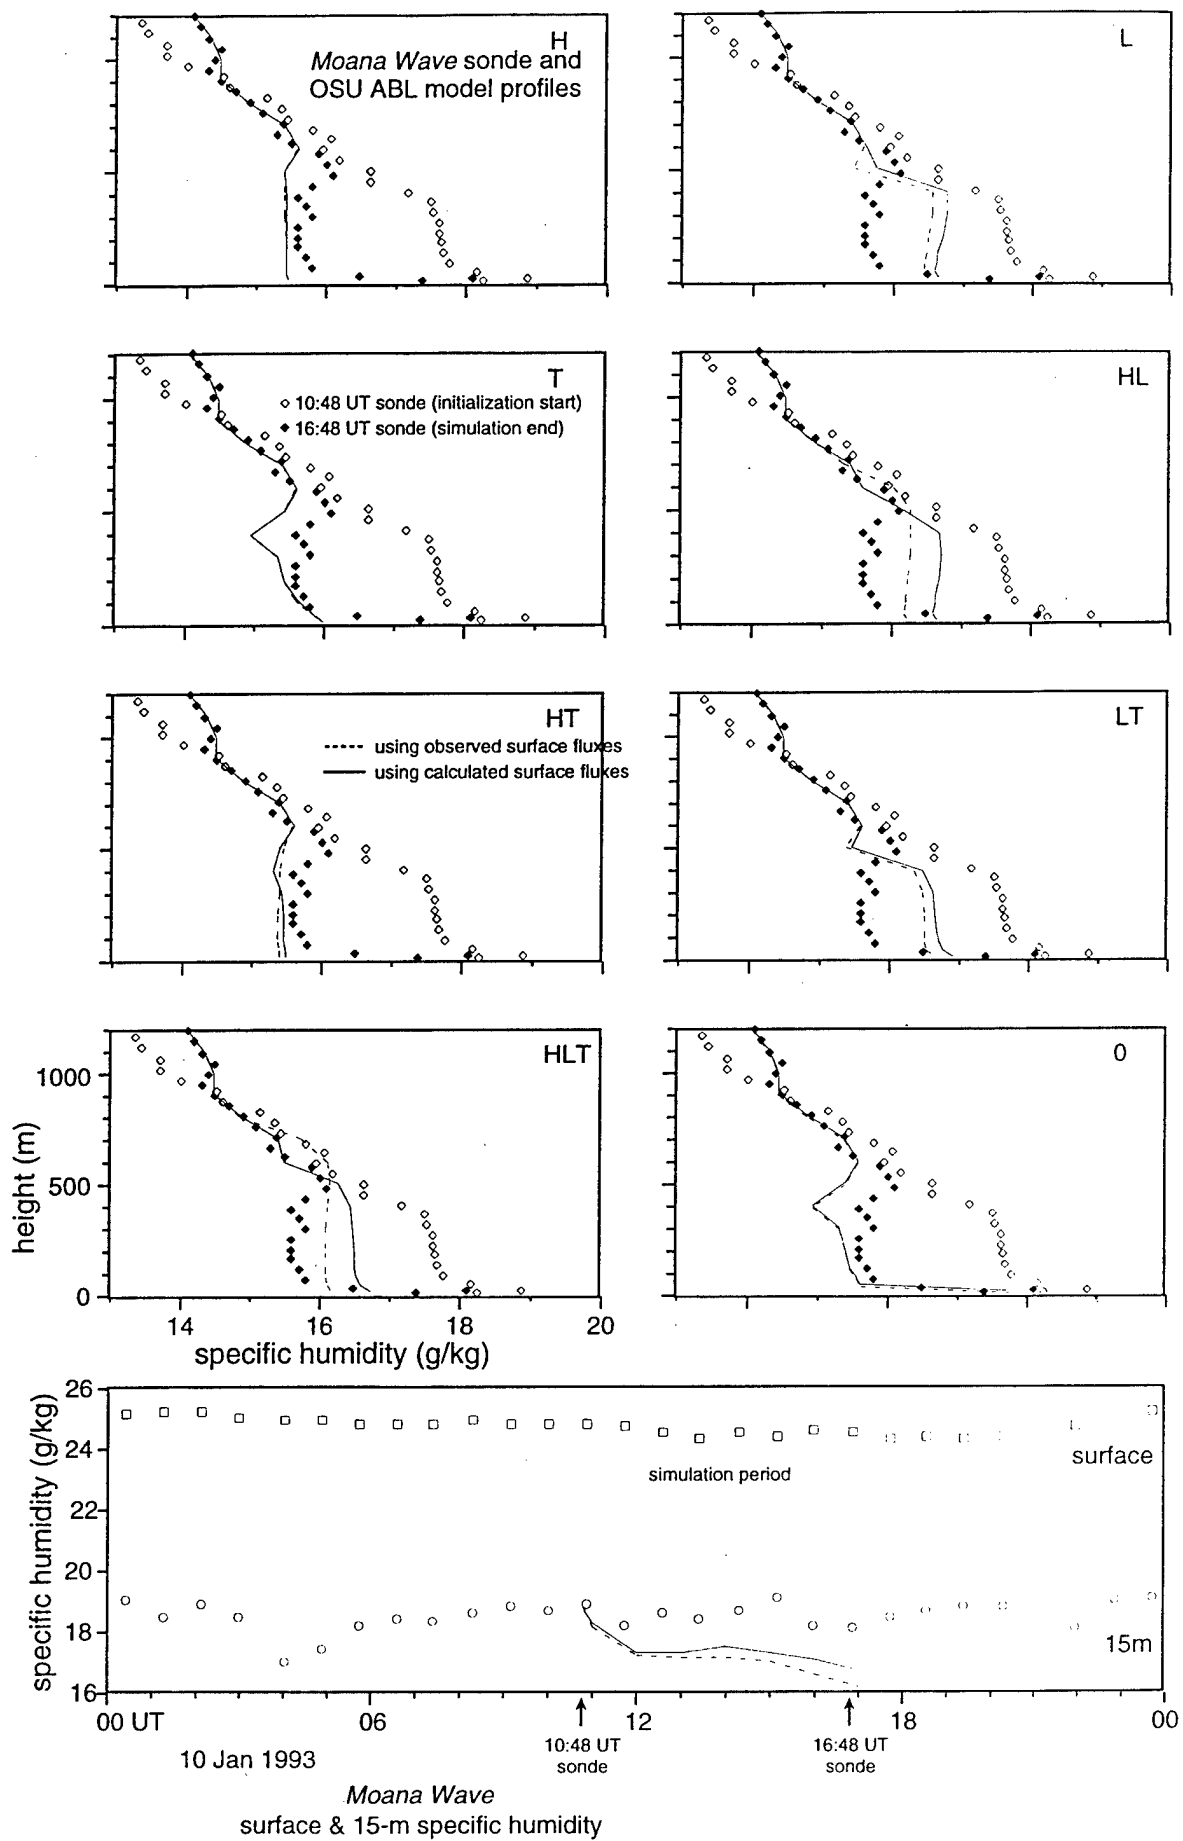 H
Moana Wave sonde and
OSU ABL model profiles
L
T
10:48 UT sonde (initialization start)
16:48 UT sonde (simulation end)
HL
HT
using observed surface fluxes
using calculated surface fluxes
LT
HLT
0
1000
500
0
height (m)
14 16 18 20
specific humidity (g/kg)
26
24
22
20
18
16
specific humidity (g/kg)
surface
simulation period
15m
00 UT 06 12 18 00
10:48 UT
sonde
16:48 UT
sonde
10 Jan 1993
Moana Wave
surface & 15-m specific humidity